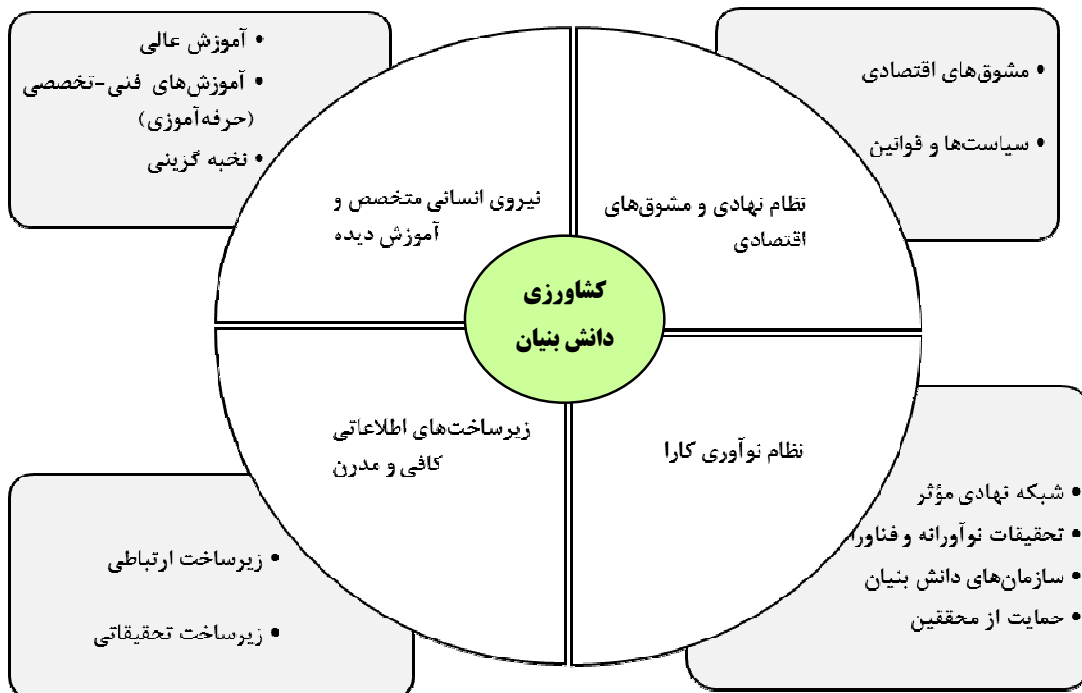 • مشوق‌های اقتصادی
• سیاست‌ها و قوانین
نظام نهادی و مشوق‌های
اقتصادی
• آموزش عالی
• آموزش‌های فنی-تخصصی
(حرفه‌آموزی)
• نخبه گزینی
نیروی انسانی متخصص و
آموزش دیده
کشاورزی
دانش بنیان
نظام نوآوری کارا
• شبکه نهادی مؤثر
• تحقیقات نوآورانه و
• سازمان‌های دانش بنیان
• حمایت از محققین
زیرساخت‌های اطلاعاتی
کافی و مدرن
• زیرساخت ارتباطی
• زیرساخت تحقیقاتی